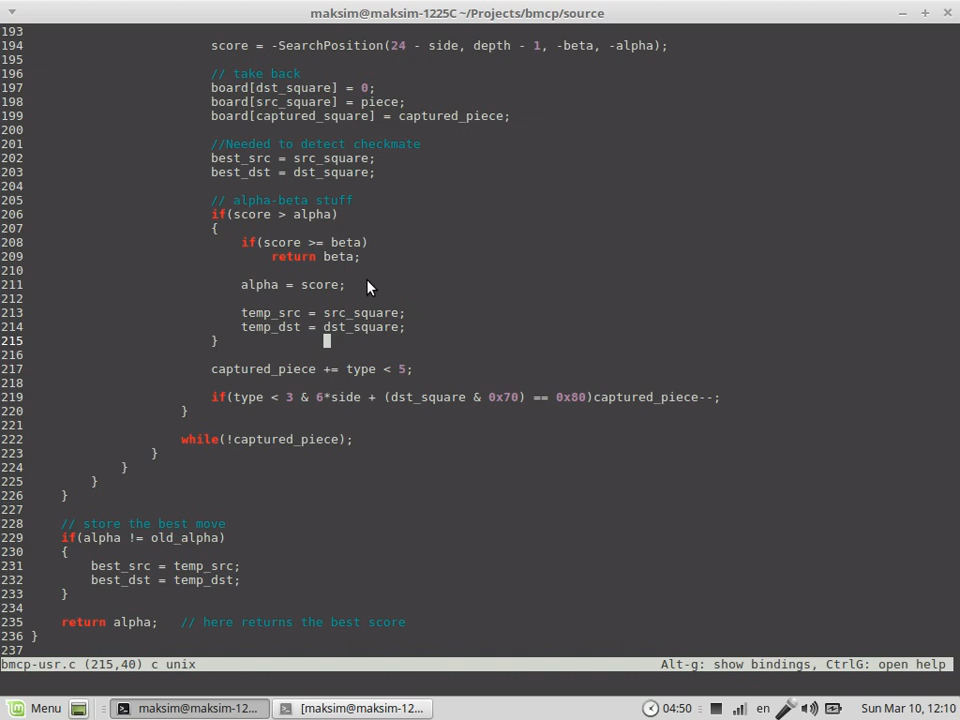 maksim@maksim-1225C ~/Projects/bmcp/source
193
194 score = -SearchPosition(24 - side, depth - 1, -beta, -alpha);
195
196 // take back
197 board[dst_square] = 0;
198 board[src_square] = piece;
199 board[captured_square] = captured_piece;
200
201 //Needed to detect checkmate
202 best_src = src_square;
203 best_dst = dst_square;
204
205 // alpha-beta stuff
206 if(score > alpha)
207 {
208 if(score >= beta)
209 return beta;
210
211 alpha = score;
212
213 temp_src = src_square;
214 temp_dst = dst_square;
215 }
216
217 captured_piece += type < 5;
218
219 if(type < 3 & 6*side + (dst_square & 0x70) == 0x80)captured_piece--;
220 }
221
222 while(!captured_piece);
223 }
224 }
225 }
226 }
227
228 // store the best move
229 if(alpha != old_alpha)
230 {
231 best_src = temp_src;
232 best_dst = temp_dst;
233 }
234
235 return alpha; // here returns the best score
236 }
237
bmcp-usr.c (215,40) c unix Alt-g: show bindings, CtrlG: open help
Menu maksim@maksim-12... [maksim@maksim-12... 04:50 en Sun Mar 10, 12:10